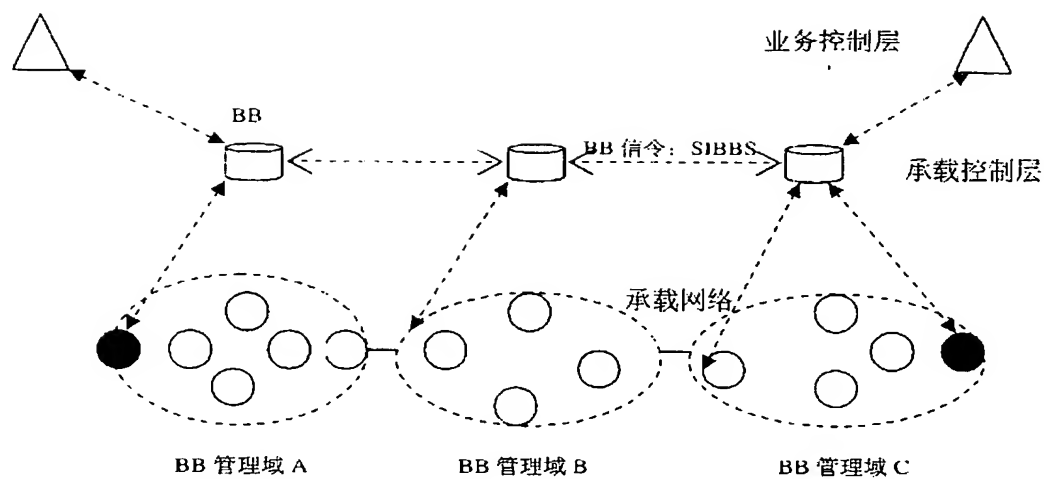 业务控制层
BB
BB 信令：SIBBS
承载控制层
承载网络
BB 管理域 A
BB 管理域 B
BB 管理域 C